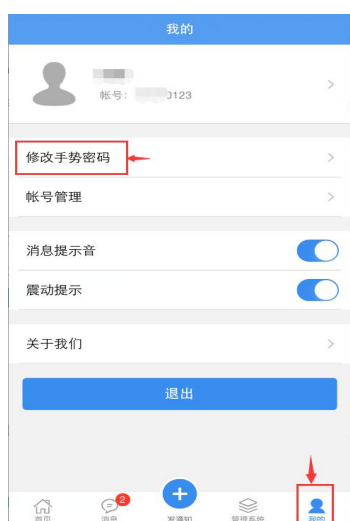 我的
帐号: 0123
修改手势密码
帐号管理
消息提示音
震动提示
关于我们
退出
2
首页
消息
发通知
管理系统
我的